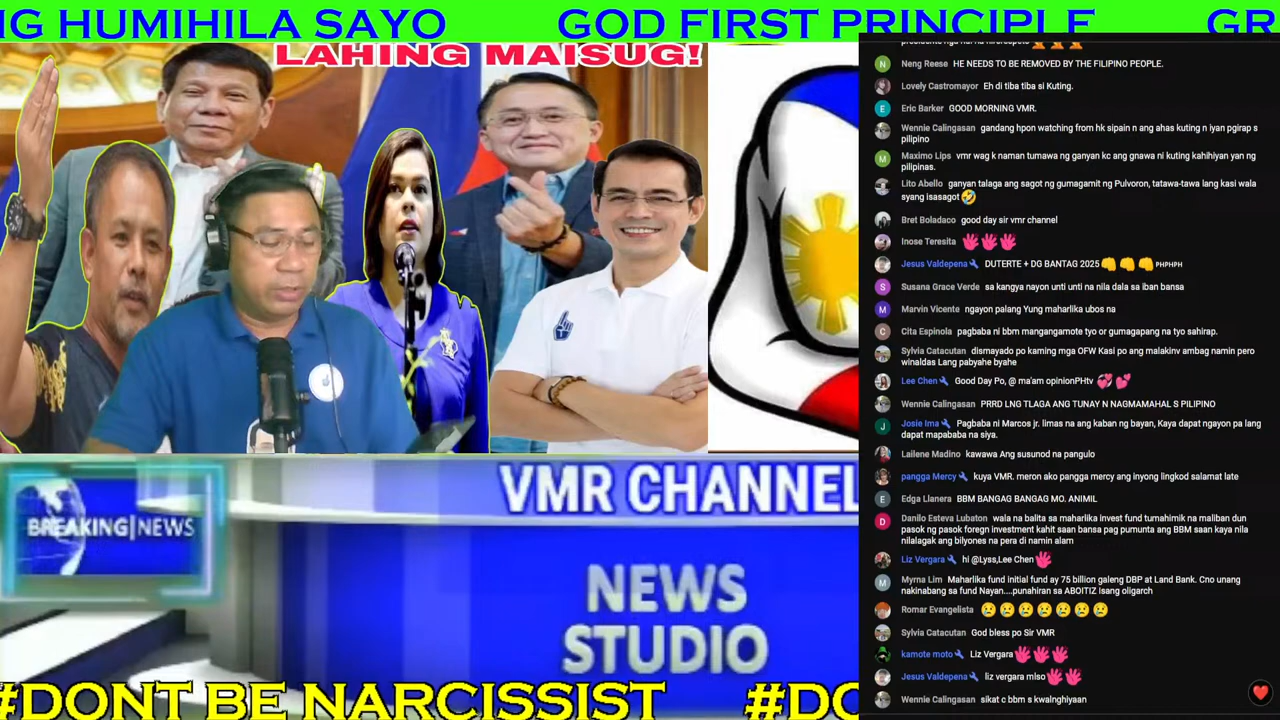 NG HUMIHILA SAYO GOD FIRST PRINCIPLE GR
LAHING MAISUG!
Neng Reese HE NEEDS TO BE REMOVED BY THE FILIPINO PEOPLE.
Lovely Castromayor Eh di tiba tiba si Kuting.
Eric Barker GOOD MORNING VMR.
Wennie Calingasan gandang hpon watching from hk sipain n ang ahas kuting n iyan pgirap s
pilipino
Maximo Lips vmr wag k naman tumawa ng ganyan kc ang gnawa ni kuting kahihiyan yan ng
pilipinas.
Lito Abello ganyan talaga ang sagot ng gumagamit ng Pulvoron, tatawa-tawa lang kasi wala
syang isasagot🤣
Bret Boladaco good day sir vmr channel
Inose Teresita
Jesus Valdepena DUTERTE + DG BANTAG 2025👊👊👊PHPHPH
Susana Grace Verde sa kangya nayon unti unti na nila dala sa iban bansa
Marvin Vicente ngayon palang Yung maharlika ubos na
Cita Espinola pagbaba ni bbm mangangamote tyo or gumagapang na tyo sahirap.
Sylvia Catacutan dismayado po kaming mga OFW Kasi po ang malakinv ambag namin pero
winaldas Lang pabyahe byahe
Lee Chen Good Day Po, @ ma'am opinionPHtv 💞 💕
Wennie Calingasan PRRD LNG TLAGA ANG TUNAY N NAGMAMAHAL S PILIPINO
Josie Ima Pagbaba ni Marcos jr. limas na ang kaban ng bayan, Kaya dapat ngayon pa lang
dapat mapababa na siya.
Lailene Madino kawawa Ang susunod na pangulo
pangga Mercy kuya VMR. meron ako pangga mercy ang inyong lingkod salamat late
Edga Llanera BBM BANGAG BANGAG MO. ANIMIL
Danilo Esteva Lubaton wala na balita sa maharlika invest fund tumahimik na maliban dun
pasok ng pasok foregn investment kahit saan bansa pag pumunta ang BBM saan kaya nila
nilalagak ang bilyones na pera di namin alam
Liz Vergara hi @Lyss,Lee Chen
Myrna Lim Maharlika fund initial fund ay 75 billion galeng DBP at Land Bank. Cno unang
nakinabang sa fund Nayan....punahiran sa ABOITIZ Isang oligarch
Romar Evangelista 😢😢😢😢😢😢😢
Sylvia Catacutan God bless po Sir VMR
kamote moto Liz Vergara
Jesus Valdepena liz vergara mlso
Wennie Calingasan sikat c bbm s kwalnghiyaan
VMR CHANNEL
BREAKING|NEWS
NEWS
STUDIO
#DONT BE NARCISSIST #DO